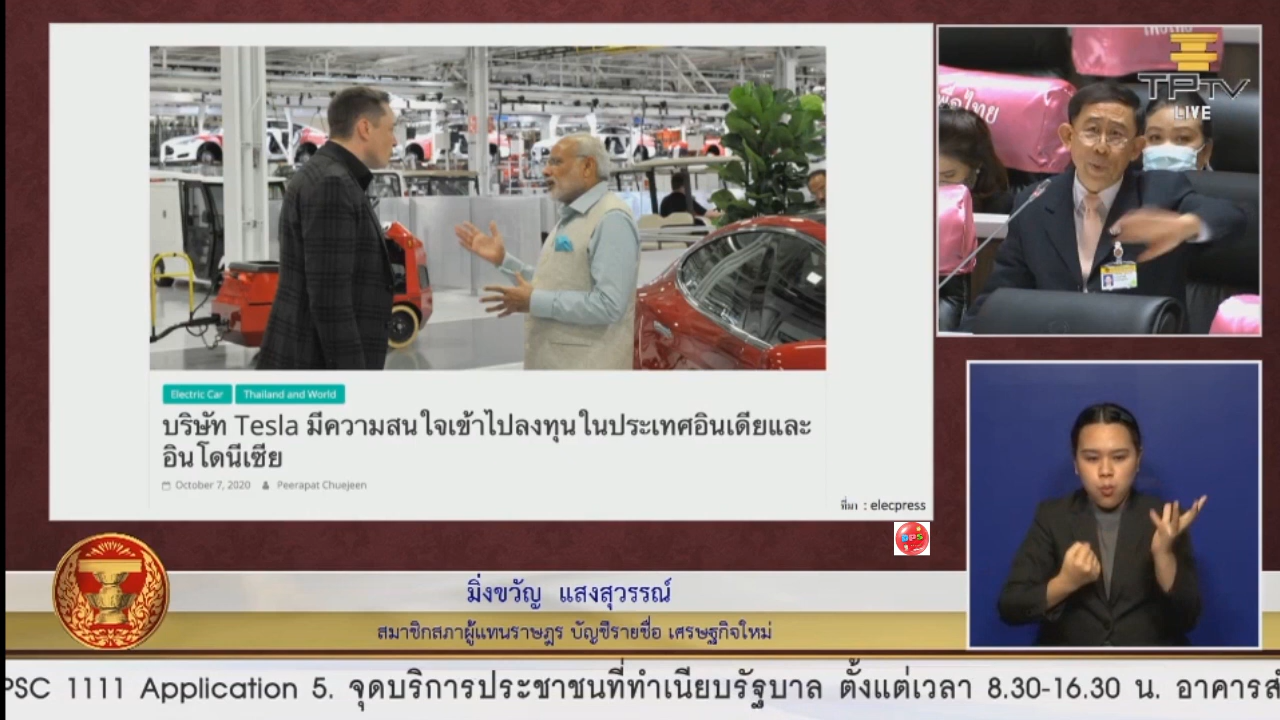 Electric Car
Thailand and World
บริษัท Tesla มีความสนใจเข้าไปลงทุนในประเทศอินเดียและ
อินโดนีเซีย
October 7, 2020 Peerapat Chuejeen
ที่มา : elecpress
TPTV
LIVE
เพื่อไทย
DPS
มิ่งขวัญ แสงสุวรรณ์
สมาชิกสภาผู้แทนราษฎร บัญชีรายชื่อ เศรษฐกิจใหม่
PSC 1111 Application 5. จุดบริการประชาชนที่ทำเนียบรัฐบาล ตั้งแต่เวลา 8.30-16.30 น. อาคารสำ